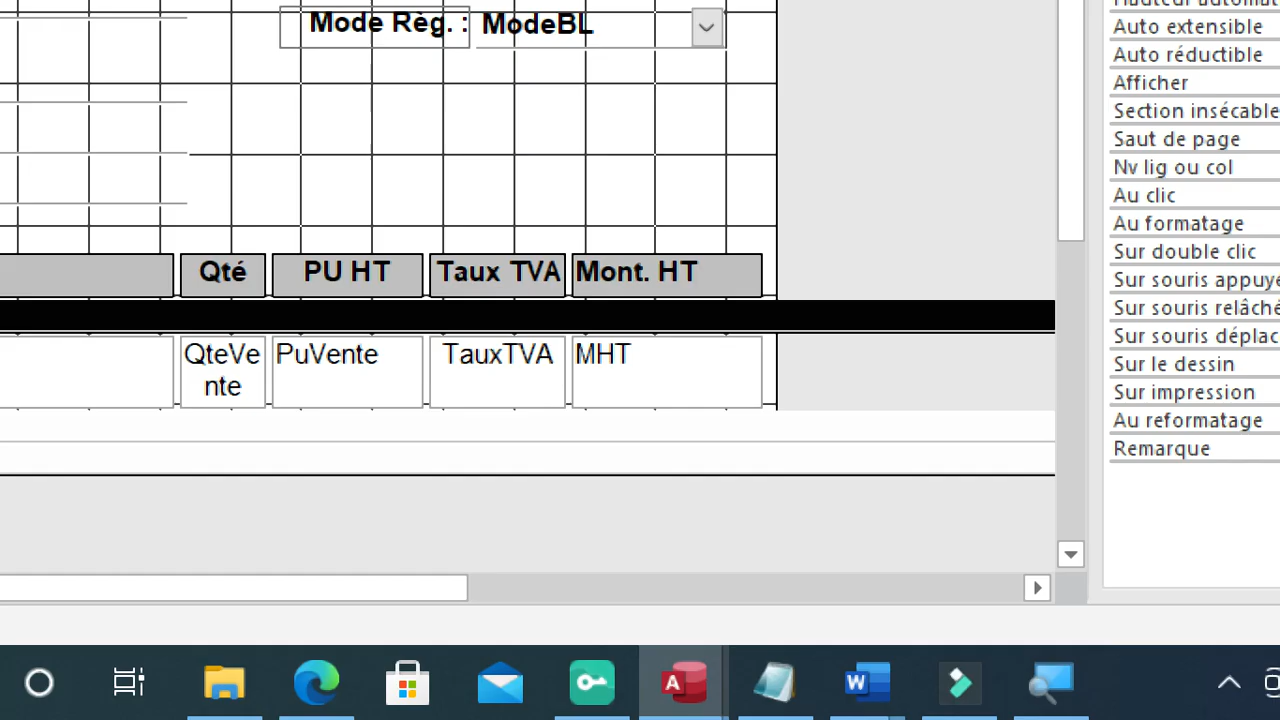 Mode Règ. : ModeBL
Qté PU HT Taux TVA Mont. HT
QteVe
nte
PuVente TauxTVA MHT
Auto extensible
Auto réductible
Afficher
Section insécable
Saut de page
Nv lig ou col
Au clic
Au formatage
Sur double clic
Sur souris appuyé
Sur souris relâché
Sur souris déplac
Sur le dessin
Sur impression
Au reformatage
Remarque
A
W